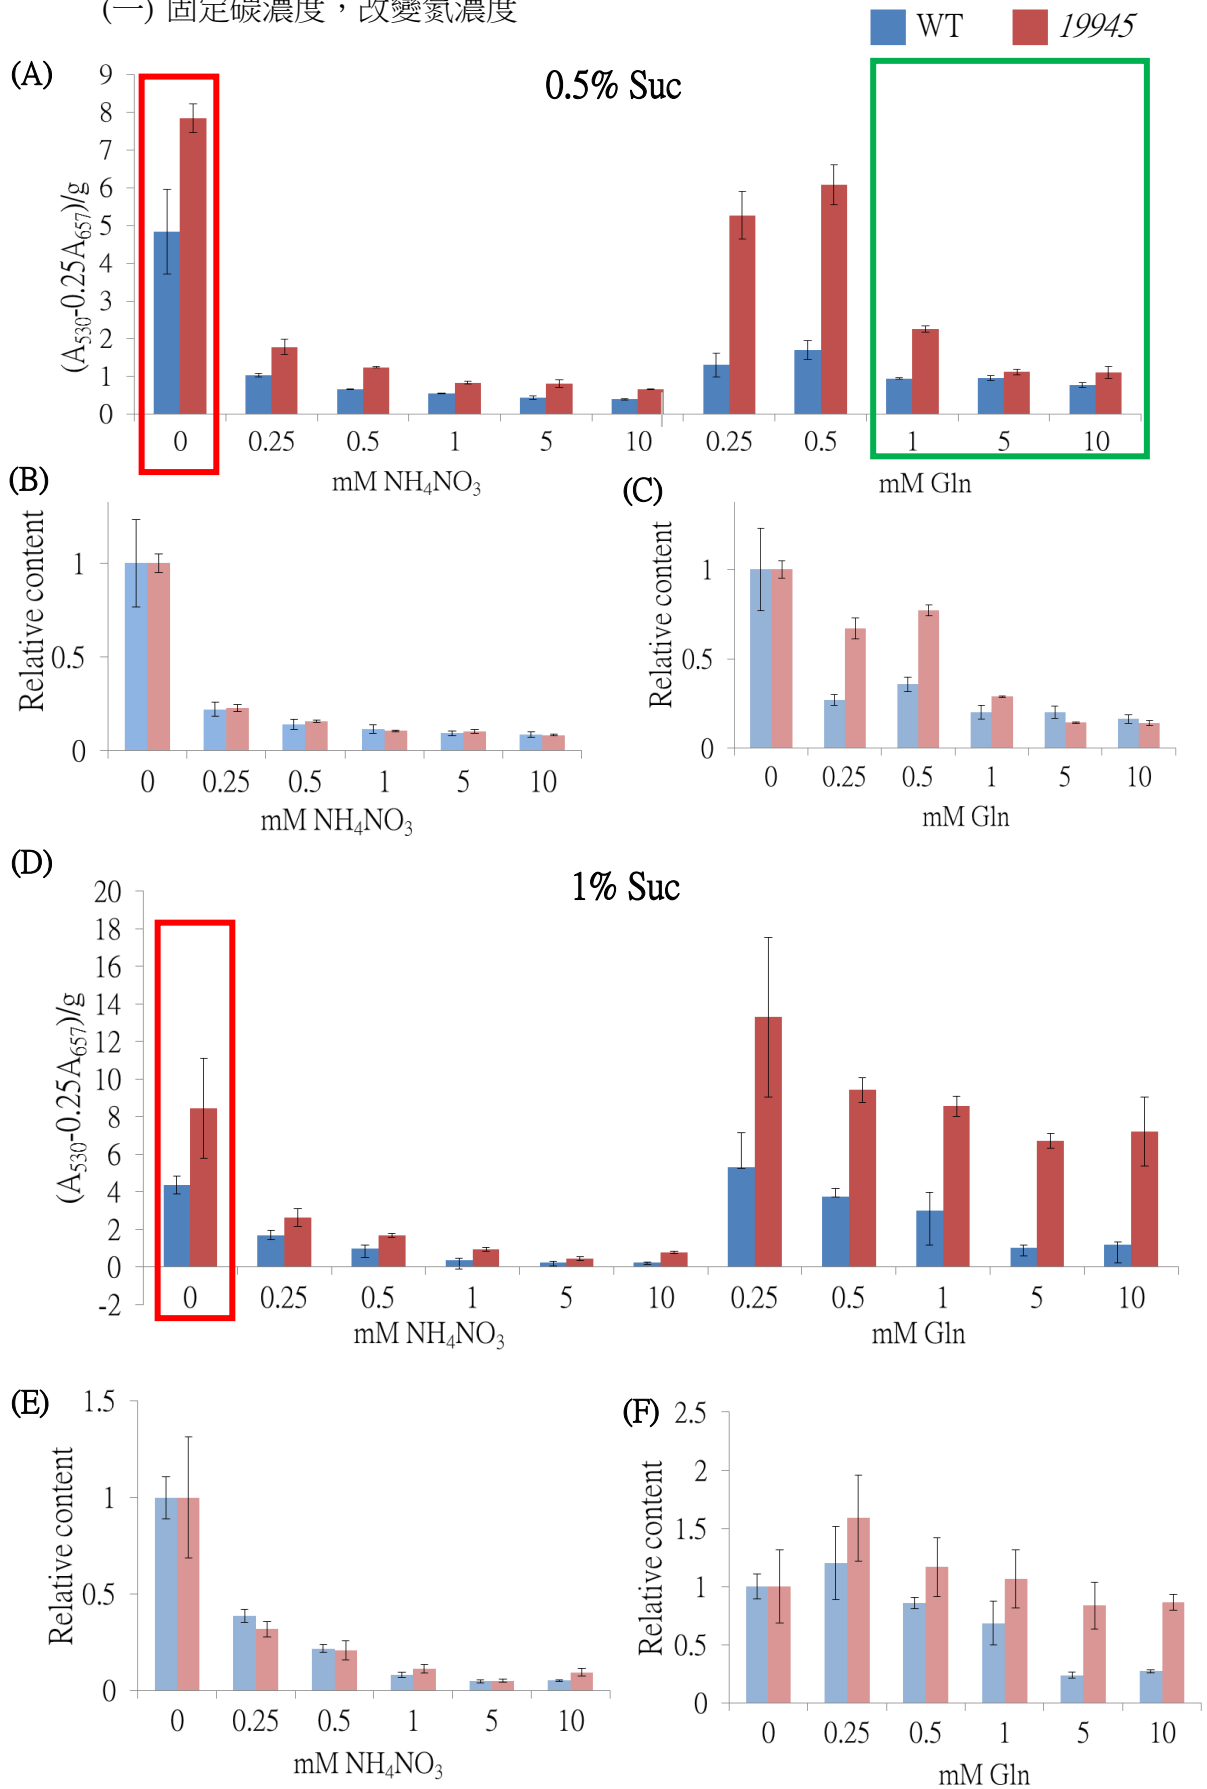 (一) 固定碳濃度，改變氮濃度
WT 19945
(A)
0.5% Suc
9
8
7
6
5
4
3
2
1
0
(A530-0.25A657)/g
0 0.25 0.5 1 5 10 0.25 0.5 1 5 10
mM NH4NO3 mM Gln
(B)
Relative content
1
0.5
0
0 0.25 0.5 1 5 10
mM NH4NO3
(C)
Relative content
1
0.5
0
0 0.25 0.5 1 5 10
mM Gln
(D)
1% Suc
20
18
16
14
12
10
8
6
4
2
0
-2
(A530-0.25A657)/g
0 0.25 0.5 1 5 10 0.25 0.5 1 5 10
mM NH4NO3 mM Gln
(E)
Relative content
1.5
1
0.5
0
0 0.25 0.5 1 5 10
mM NH4NO3
(F)
Relative content
2.5
2
1.5
1
0.5
0
0 0.25 0.5 1 5 10
mM Gln